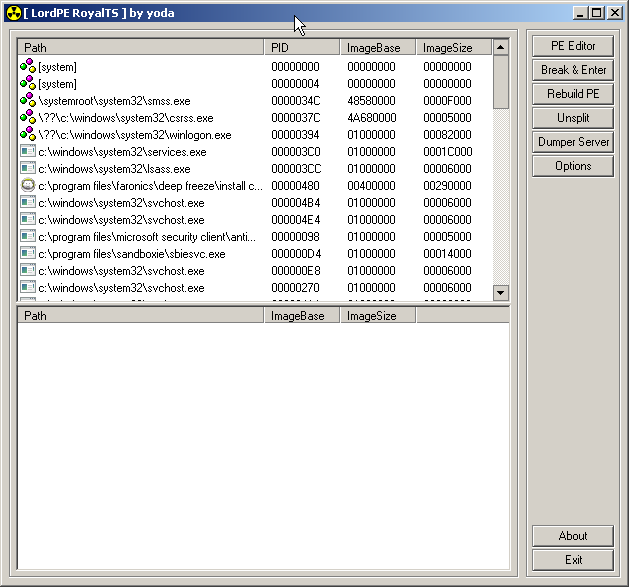 [ LordPE RoyalTS ] by yoda
Path PID ImageBase ImageSize
[system] 00000000 00000000 00000000
[system] 00000004 00000000 00000000
\systemroot\system32\smss.exe 0000034C 48580000 0000F000
\??\c:\windows\system32\csrss.exe 0000037C 4A680000 00005000
\??\c:\windows\system32\winlogon.exe 00000394 01000000 00082000
c:\windows\system32\services.exe 000003C0 01000000 0001C000
c:\windows\system32\lsass.exe 000003CC 01000000 00006000
c:\program files\faronics\deep freeze\install c... 00000480 00400000 00290000
c:\windows\system32\svchost.exe 000004B4 01000000 00006000
c:\windows\system32\svchost.exe 000004E4 01000000 00006000
c:\program files\microsoft security client\anti... 00000098 01000000 00005000
c:\program files\sandboxie\sbiesvc.exe 000000D4 01000000 00014000
c:\windows\system32\svchost.exe 000000E8 01000000 00006000
c:\windows\system32\svchost.exe 00000270 01000000 00006000
Path ImageBase ImageSize
PE Editor
Break & Enter
Rebuild PE
Unsplit
Dumper Server
Options
About
Exit